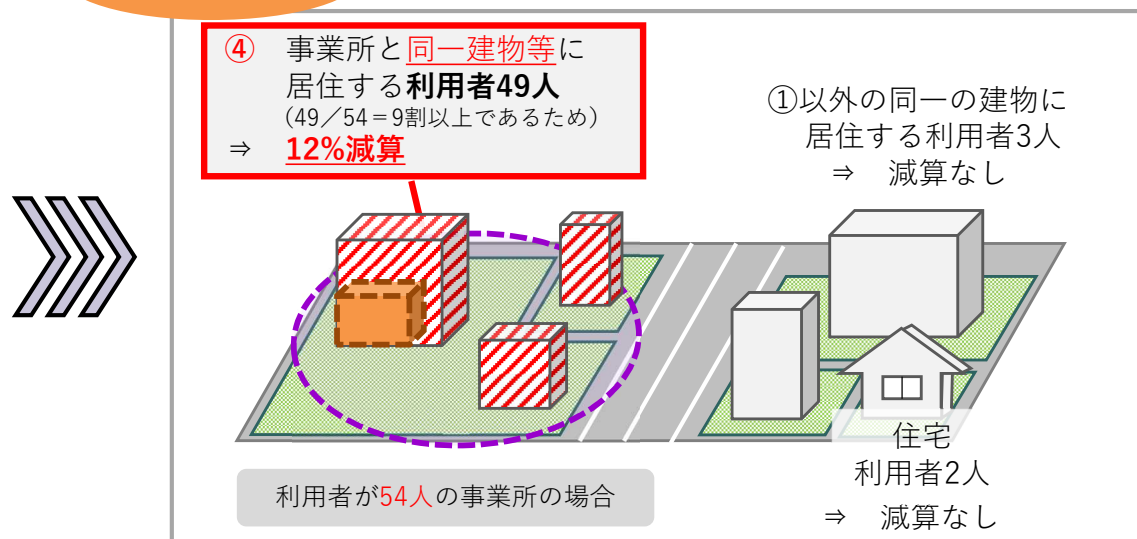 ④ 事業所と同一建物等に
居住する利用者49人
(49/54=9割以上であるため)
⇒ 12%減算
①以外の同一の建物に
居住する利用者3人
⇒ 減算なし
住宅
利用者2人
⇒ 減算なし
利用者が54人の事業所の場合